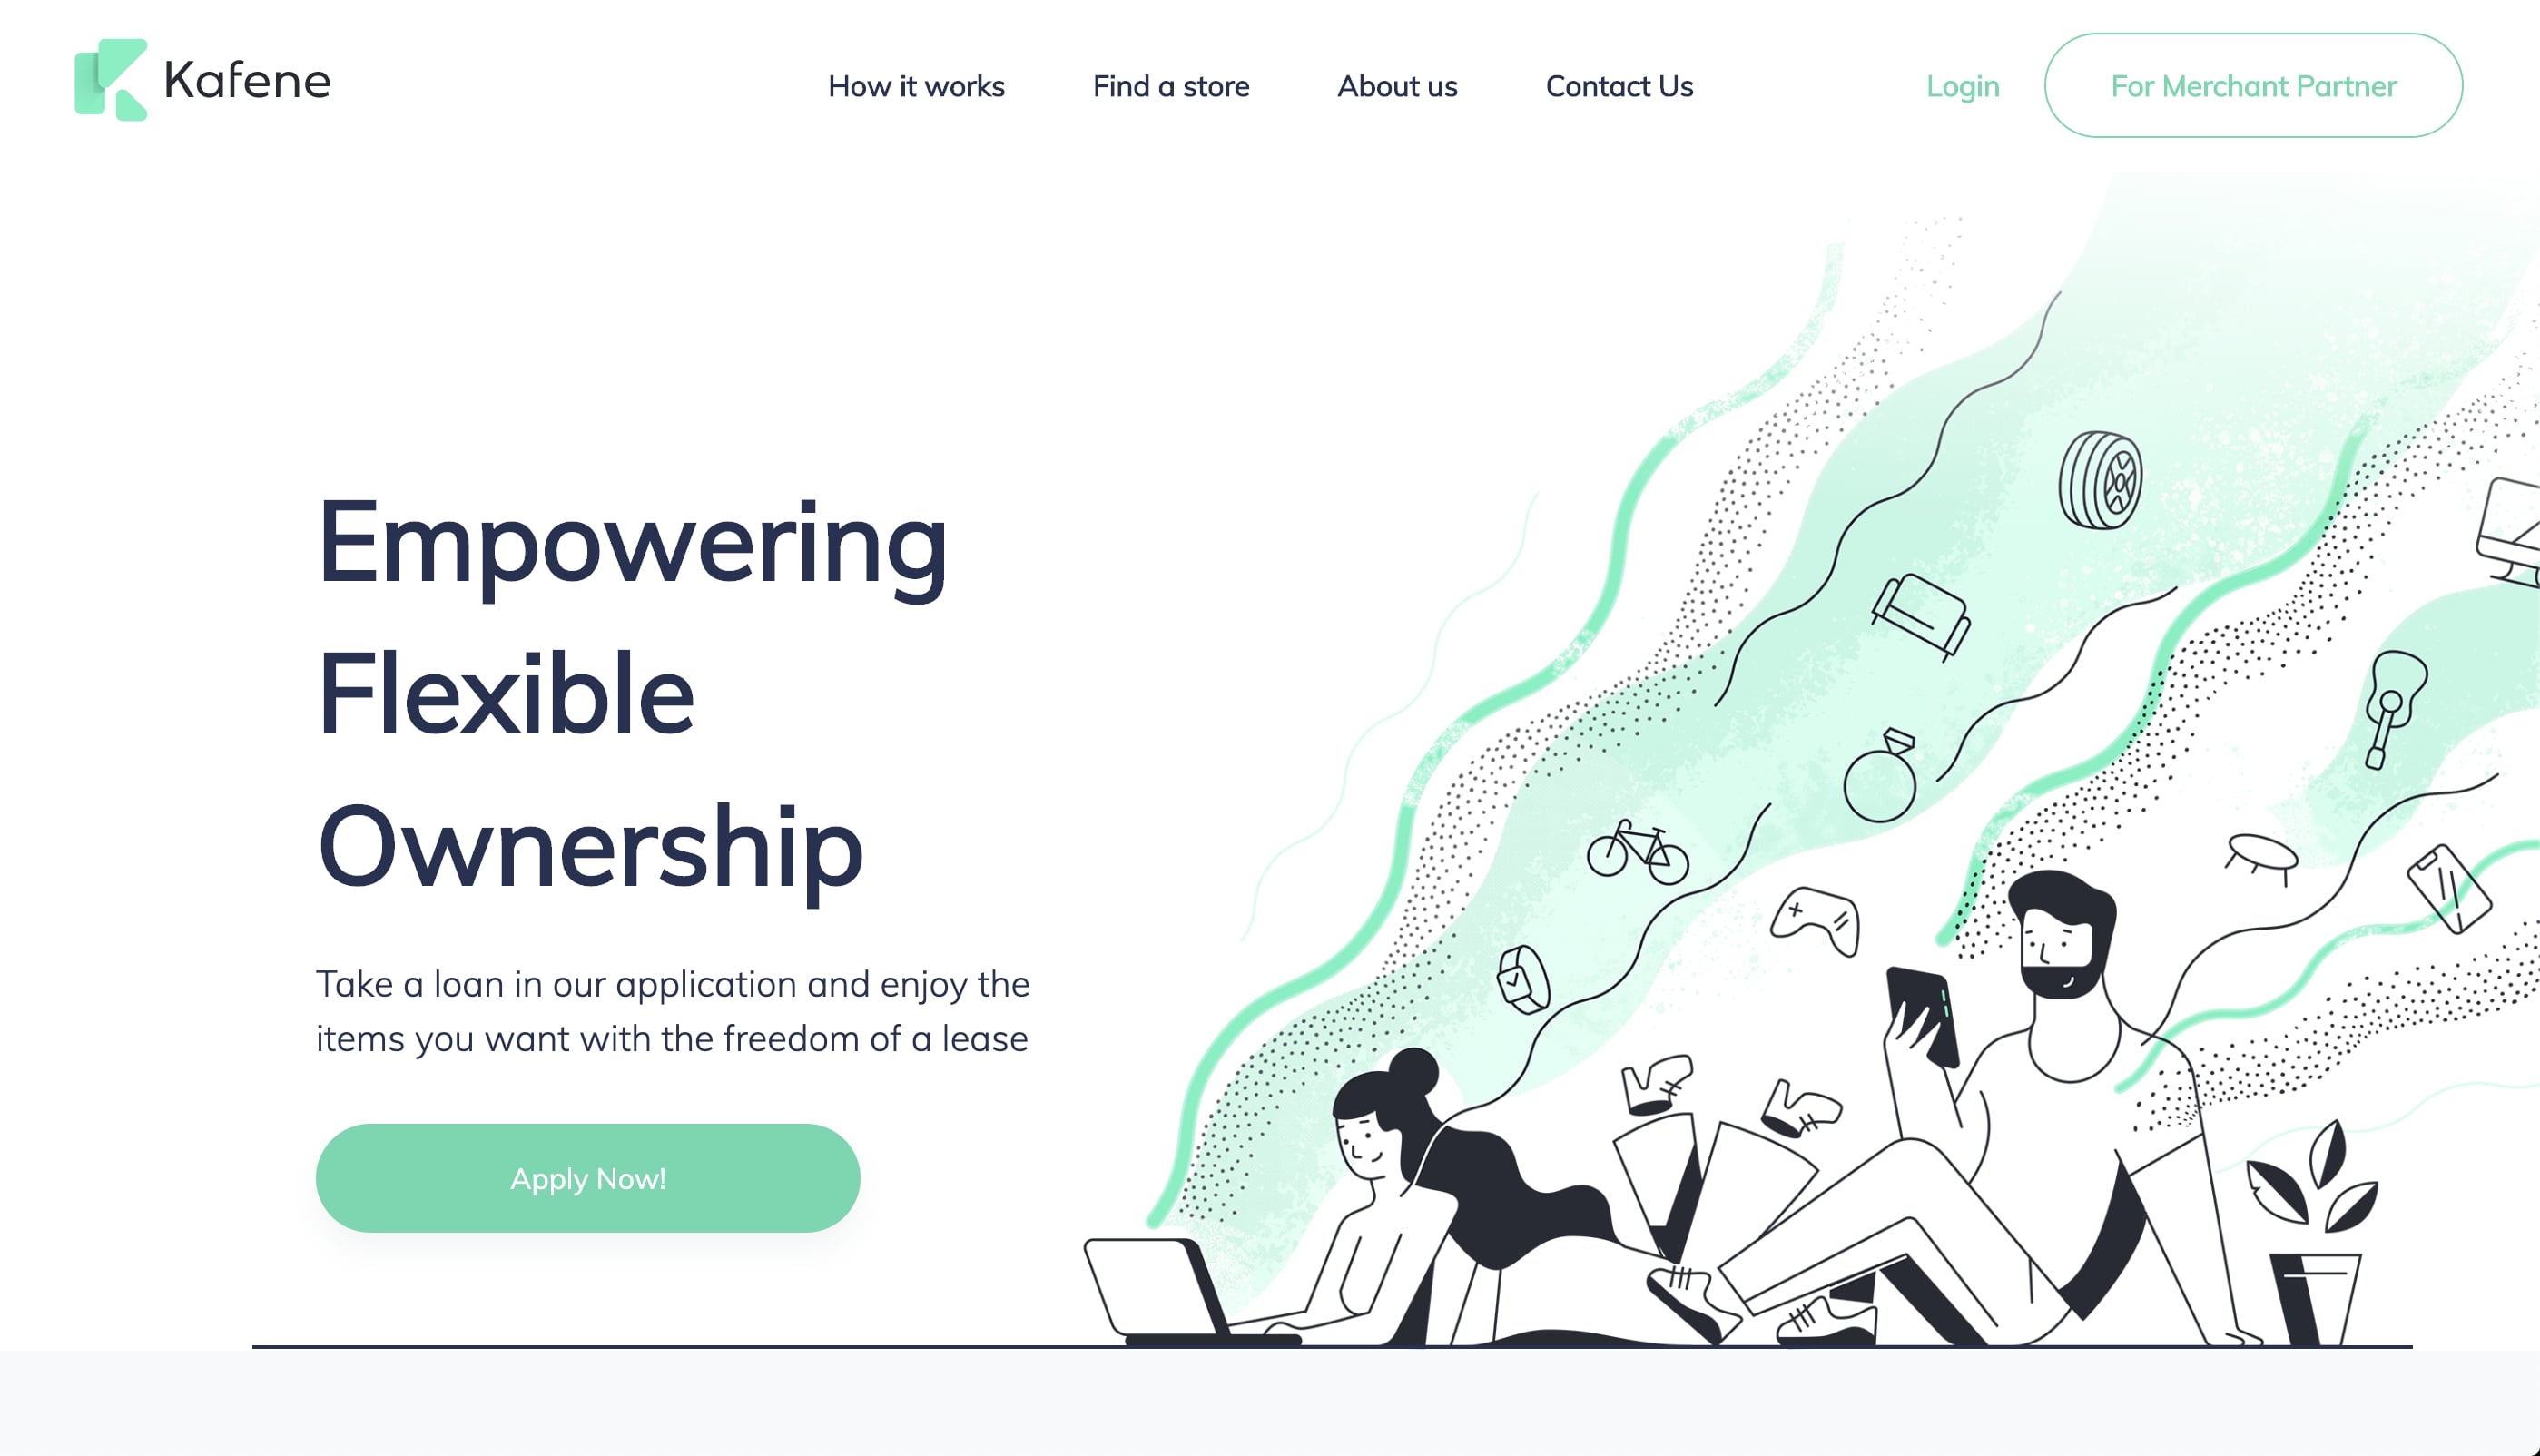 Kafene
How it works
Find a store
About us
Contact Us
Login
For Merchant Partner
Empowering
Flexible
Ownership
Take a loan in our application and enjoy the
items you want with the freedom of a lease
Apply Now!